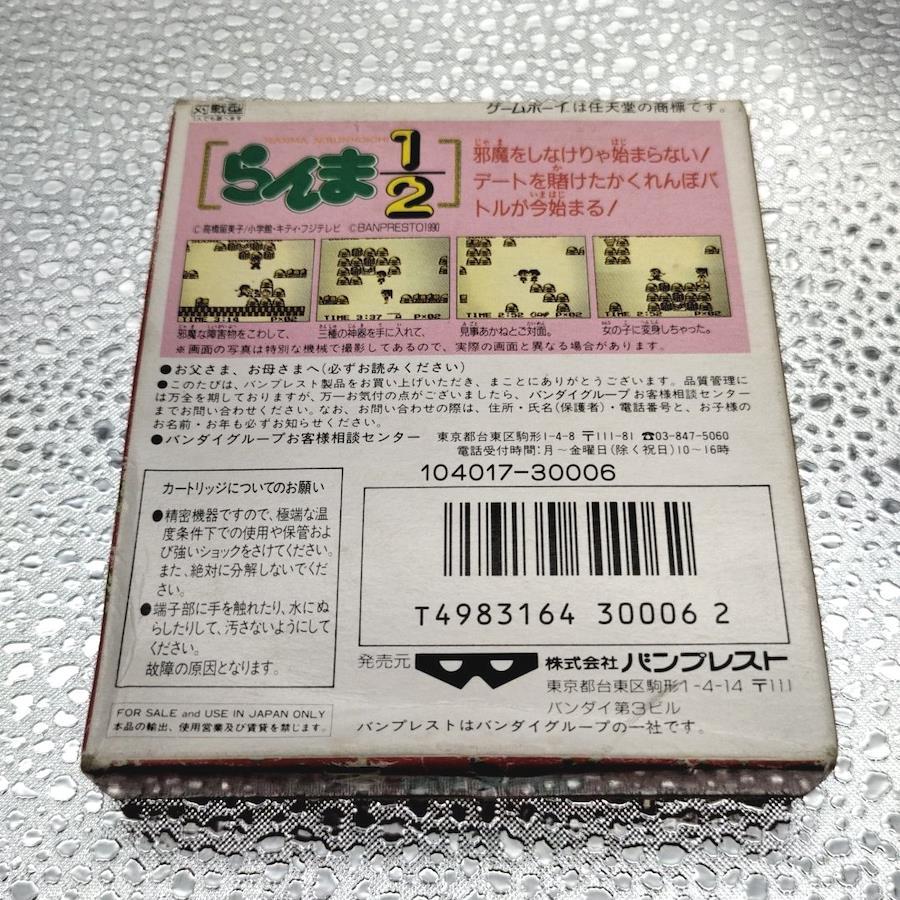 対戦型
2人でも遊べます
ゲームボーイは任天堂の商標です。
RANMA NIBUNNOICHI
らんま1/2
邪魔をしなけりゃ始まらない!
デートを賭けたかくれんぼバ
トルが今始まる!
©高橋留美子/小学館・キティ・フジテレビ ©BANPRESTO1990
TIME 3:14 P×02
TIME 3:37 P×02
TIME 2:52 P×02
TIME 2:52 P×02
邪魔な障害物をこわして、
三種の神器を手に入れて、
見事あかねとご対面。
女の子に変身しちゃった。
※画面の写真は特別な機械で撮影してあるので、実際の画面と異なる場合があります。
●お父さま、お母さまへ(必ずお読みください)
●このたびは、バンプレスト製品をお買い上げいただき、まことにありがとうございます。品質管理に
は万全を期しておりますが、万一お気付の点がございましたら、バンダイグループお客様相談センター
までお問い合わせください。なお、お問い合わせの際は、住所・氏名(保護者)・電話番号と、お子様の
お名前・お年も必ずお知らせください。
●バンダイグループお客様相談センター 東京都台東区駒形1-4-8 〒111-81 ☎03-847-5060
電話受付時間:月~金曜日(除く祝日)10~16時
104017-30006
カートリッジについてのお願い
●精密機器ですので、極端な温
度条件下での使用や保管およ
び強いショックをさけてください。
また、絶対に分解しないでくだ
さい。
●端子部に手を触れたり、水にぬ
らしたりして、汚さないようにして
ください。
故障の原因となります。
T4983164 30006 2
発売元 株式会社 バンプレスト
東京都台東区駒形1-4-14 〒111
バンダイ第3ビル
バンプレストはバンダイグループの一社です。
FOR SALE and USE IN JAPAN ONLY
本品の輸出、使用営業及び賃貸を禁じます。